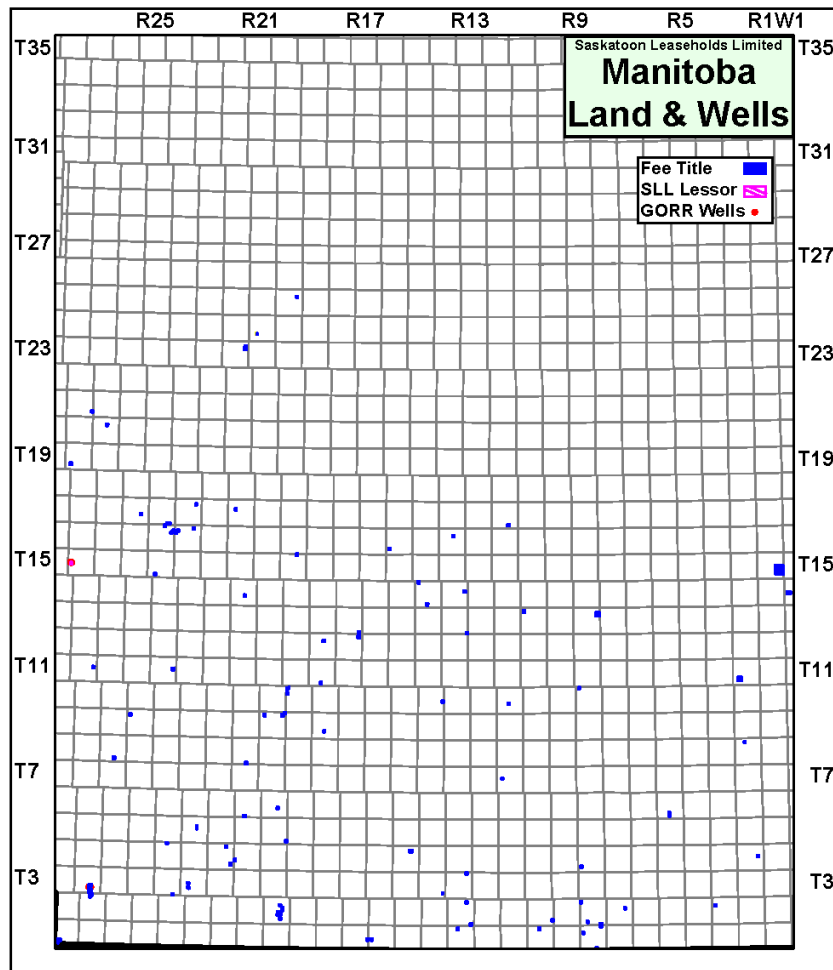 R25 R21 R17 R13 R9 R5 R1W1
T35 T35
Saskatoon Leaseholds Limited
Manitoba
Land & Wells
T31 T31
Fee Title
SLL Lessor
GORR Wells
T27 T27
T23 T23
T19 T19
T15 T15
T11 T11
T7 T7
T3 T3